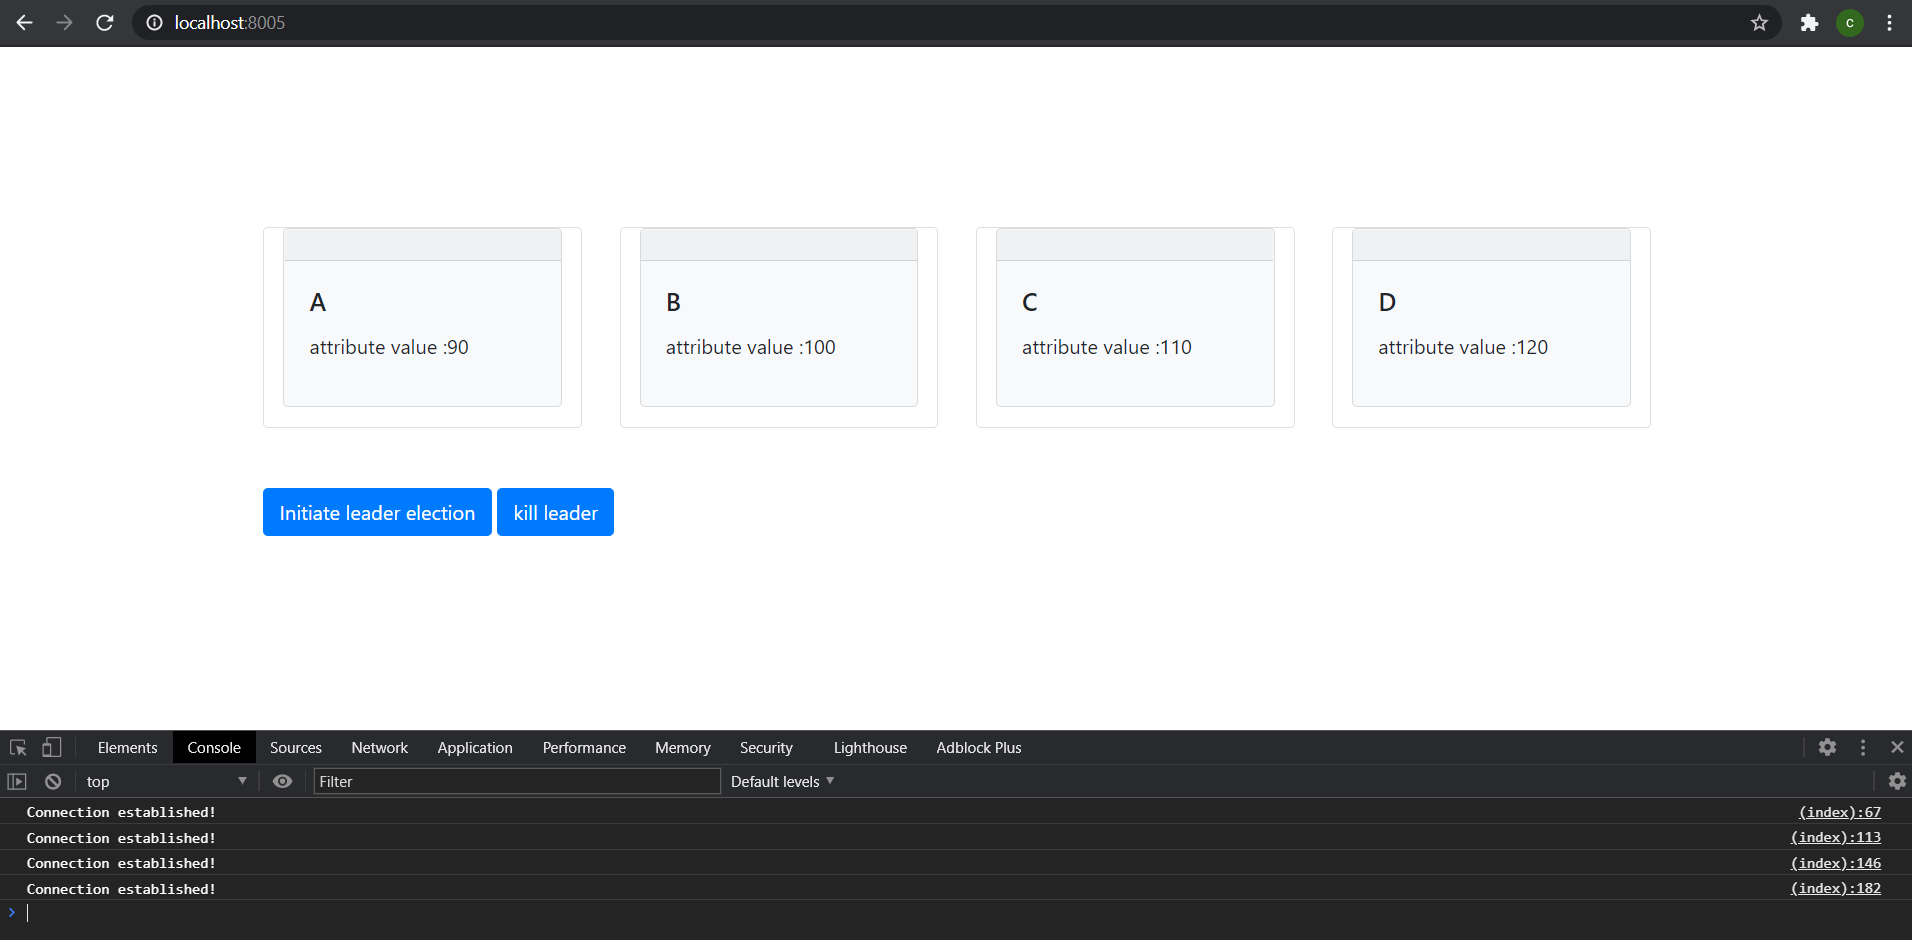 localhost:8005
C
A
attribute value :90
B
attribute value :100
C
attribute value :110
D
attribute value :120
Initiate leader election
kill leader
Elements Console Sources Network Application Performance Memory Security Lighthouse Adblock Plus
top Filter Default levels
Connection established! (index):67
Connection established! (index):113
Connection established! (index):146
Connection established! (index):182